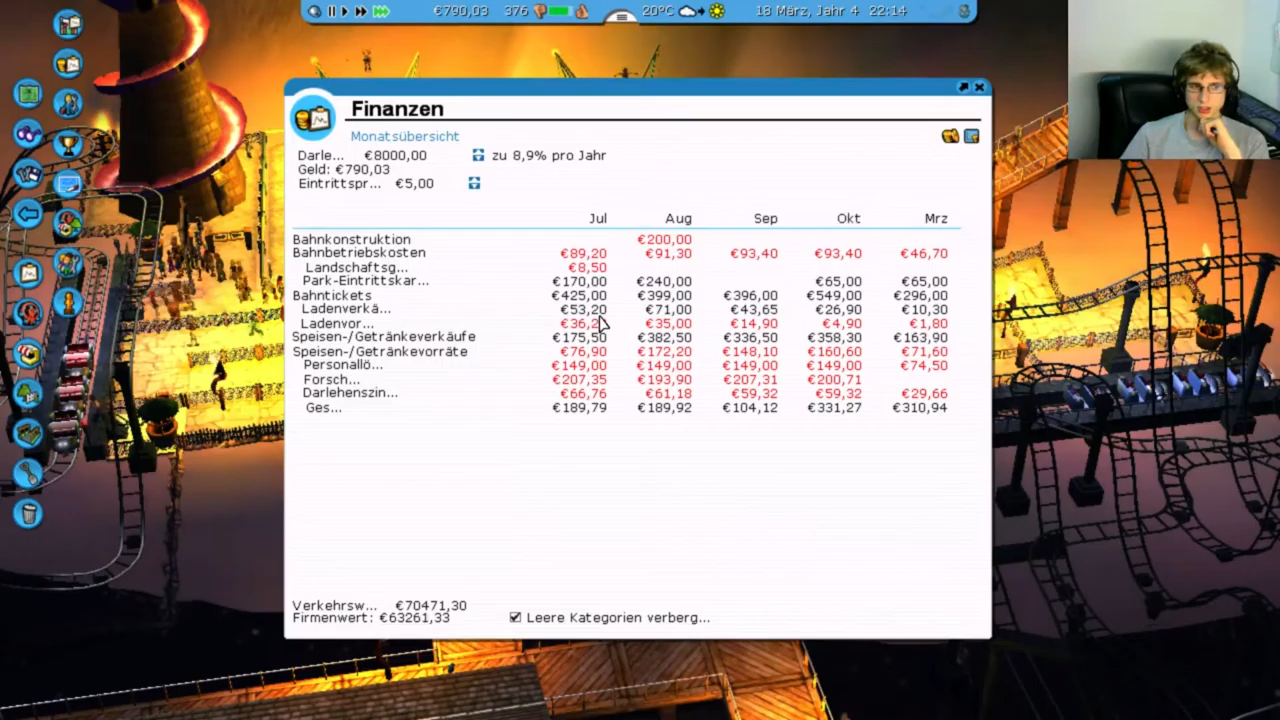 €790,03 376 20°C 18 März, Jahr 4 22:14
Finanzen
Monatsübersicht
Darle... €8000,00 zu 8,9% pro Jahr
Geld: €790,03
Eintrittspr... €5,00
Jul Aug Sep Okt Mrz
Bahnkonstruktion €200,00
Bahnbetriebskosten €89,20 €91,30 €93,40 €93,40 €46,70
Landschaftsg... €8,50
Park-Eintrittskar... €170,00 €240,00 €65,00 €65,00
Bahntickets €425,00 €399,00 €396,00 €549,00 €296,00
Ladenverkä... €53,20 €71,00 €43,65 €26,90 €10,30
Ladenvor... €35,00 €14,90 €4,90 €1,80
Speisen-/Getränkeverkäufe €175,50 €382,50 €336,50 €358,30 €163,90
Speisen-/Getränkevorräte €76,90 €172,20 €148,10 €160,60 €71,60
Personallö... €149,00 €149,00 €149,00 €149,00 €74,50
Forsch... €207,35 €193,90 €207,31 €200,71
Darlehenszin... €66,76 €61,18 €59,32 €59,32 €29,66
Ges... €189,79 €189,92 €104,12 €331,27 €310,94
Verkehrsw... €70471,30
Firmenwert: €63261,33 Leere Kategorien verberg...